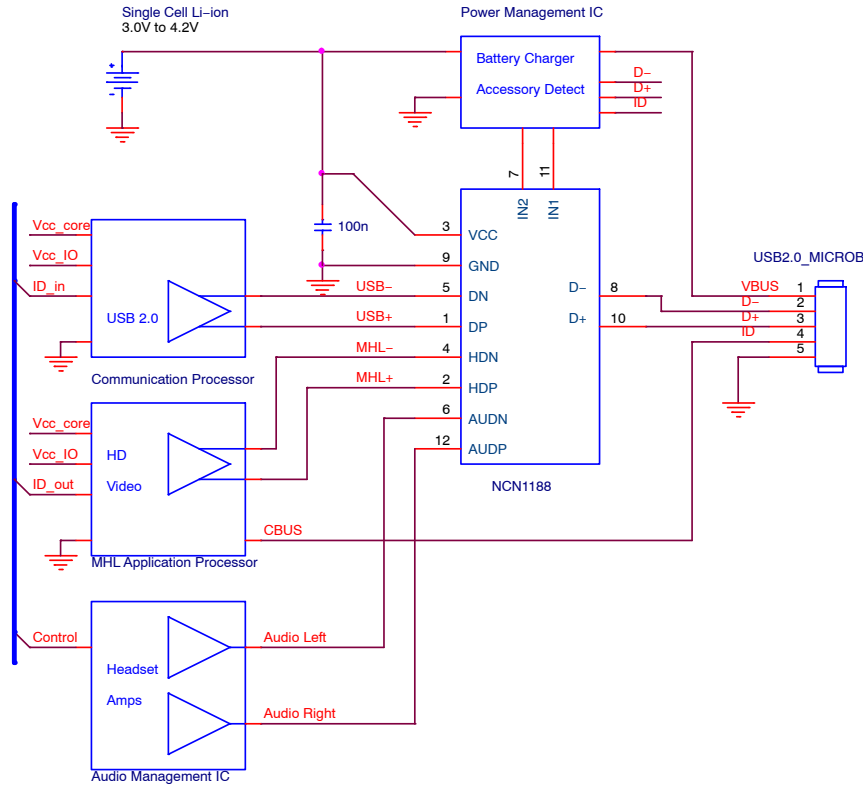 Single Cell Li-ion
3.0V to 4.2V
Power Management IC
+
-
Battery Charger
Accessory Detect
D-
D+
ID
7
11
IN2
IN1
100n
3
VCC
9
GND
5
DN
1
DP
4
HDN
2
HDP
6
AUDN
12
AUDP
D-
8
D+
10
NCN1188
USB2.0_MICROB
VBUS
1
D-
2
D+
3
ID
4
5
Vcc_core
Vcc_IO
ID_in
USB 2.0
USB-
USB+
MHL-
MHL+
Communication Processor
Vcc_core
Vcc_IO
ID_out
HD
Video
CBUS
MHL Application Processor
Control
Headset
Amps
Audio Left
Audio Right
Audio Management IC